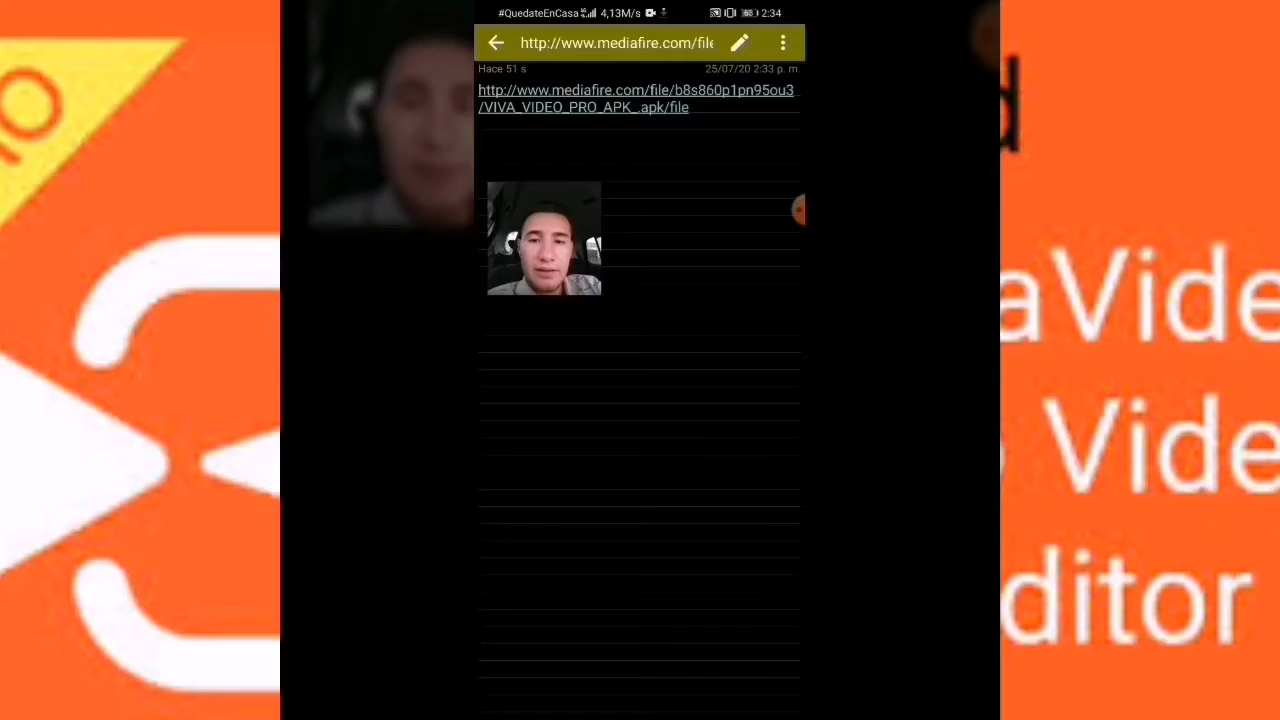 #QuedateEnCasa 4,13M/s 63 2:34
http://www.mediafire.com/file
Hace 51 s 25/07/20 2:33 p. m.
http://www.mediafire.com/file/b8s860p1pn95ou3
/VIVA_VIDEO_PRO_APK_.apk/file
d
aVide
Vide
ditor